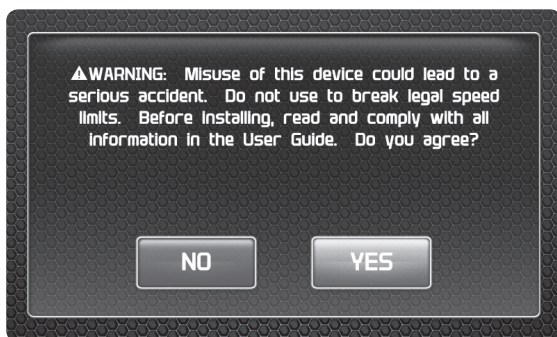 ⚠WARNING: Misuse of this device could lead to a
serious accident. Do not use to break legal speed
limits. Before installing, read and comply with all
information in the User Guide. Do you agree?
NO YES